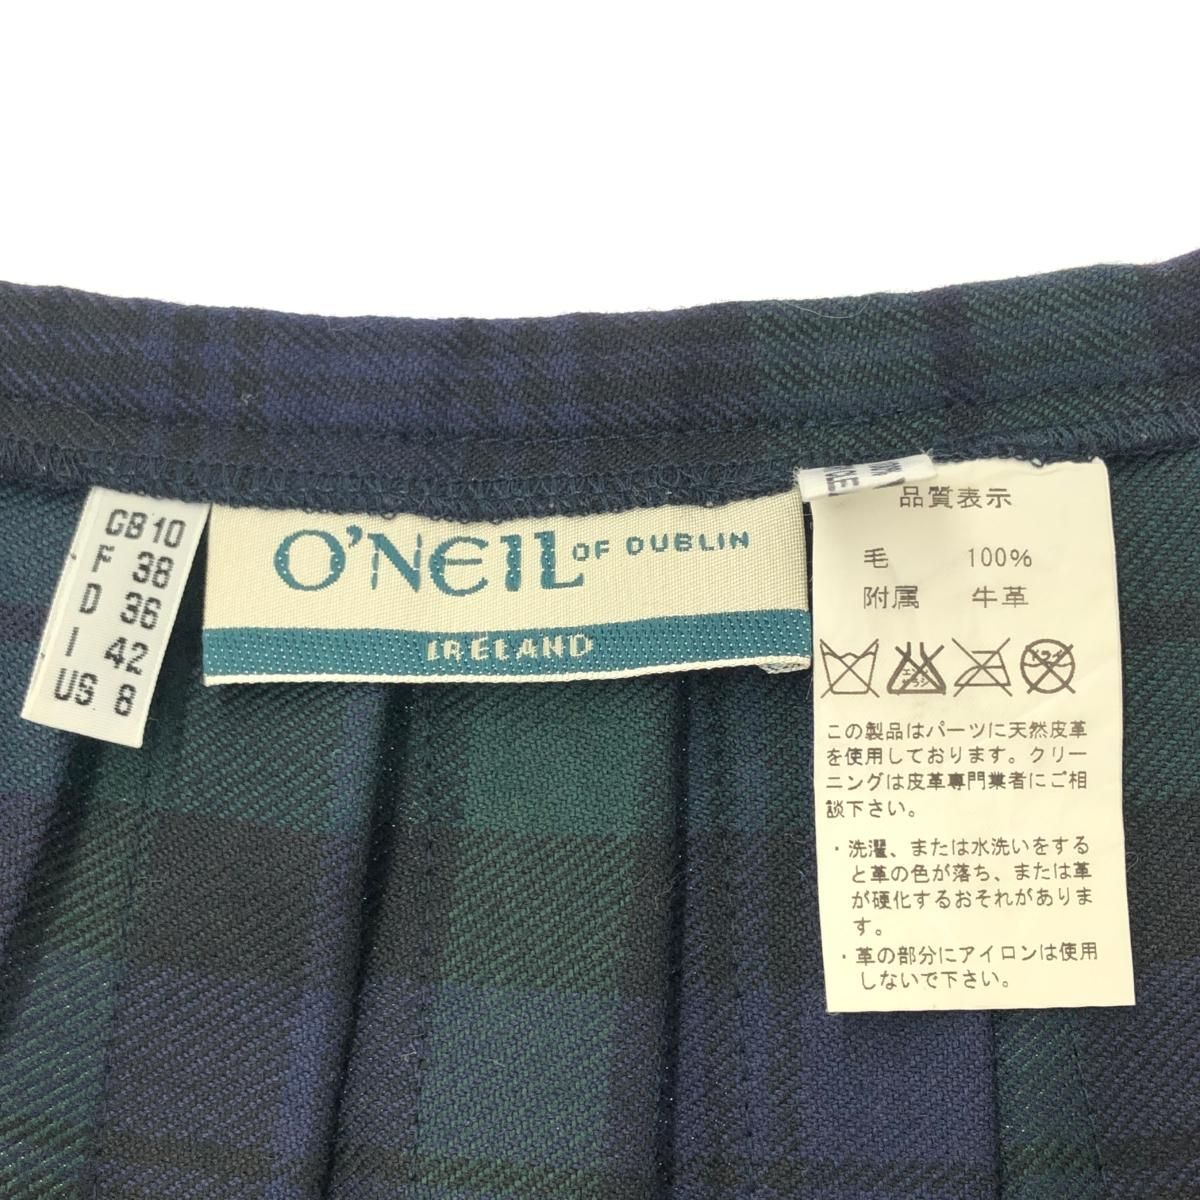 GB 10
F 38
D 36
I 42
US 8
O'NEIL OF DUBLIN
IRELAND
品質表示
毛 100%
附属 牛革
この製品はパーツに天然皮革
を使用しております。クリー
ニングは皮革専門業者にご相
談下さい。
・洗濯、または水洗いをする
と革の色が落ち、または革
が硬化するおそれがありま
す。
・革の部分にアイロンは使用
しないで下さい。